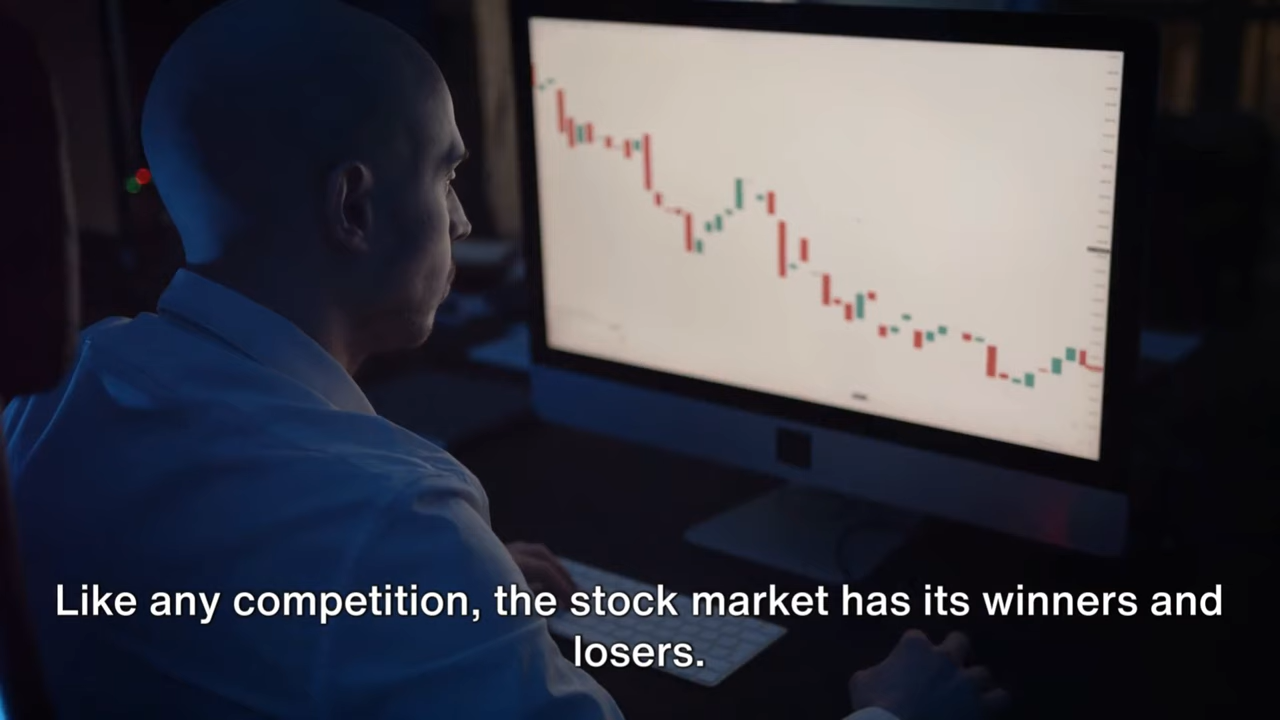 Like any competition, the stock market has its winners and
losers.